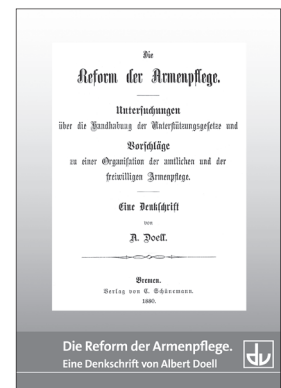 Die
Reform der Armenpflege.
Untersuchungen
über die Handhabung der Unterstützungsgesetze und
Vorschläge
zu einer Organisation der amtlichen und der
freiwilligen Armenpflege.
Eine Denkschrift
von
A. Doell.
Bremen.
Verlag von C. Schünemann.
1880.
Die Reform der Armenpflege.
Eine Denkschrift von Albert Doell
dv